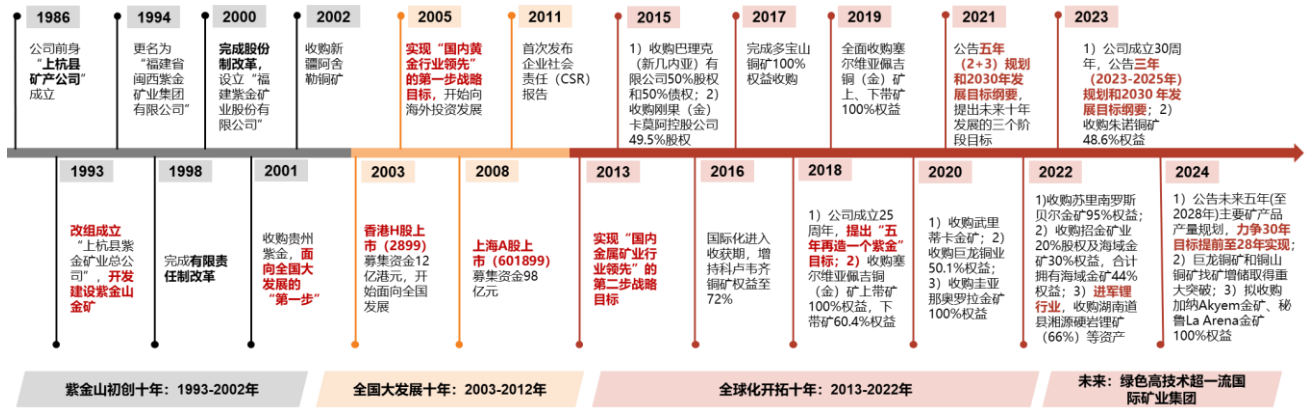 1986
公司前身
“上杭县
矿产公司”
成立
1994
更名为
“福建省
闽西紫金
矿业集团
有限公司”
2000
完成股份
制改革，
设立“福
建紫金矿
业股份有
限公司”
2002
收购新
疆阿舍
勒铜矿
2005
实现“国内黄
金行业领先”
的第一步战略
目标，开始向
海外投资发展
2011
首次发布
企业社会
责任（CSR）
报告
2015
1）收购巴理克
（新几内亚）有
限公司50%股权
和50%债权；2）
收购刚果（金）
卡莫阿控股公司
49.5%股权
2017
完成多宝山
铜矿100%
权益收购
2019
全面收购塞
尔维亚佩吉
铜（金）矿
上、下带矿
100%权益
2021
公告五年
（2+3）规划
和2030年发
展目标纲要，
提出未来十年
发展的三个阶
段目标
2023
1）公司成立30周
年，公告三年
（2023-2025年）
规划和2030 年发
展目标纲要；2）
收购朱诺铜矿
48.6%权益
1993
改组成立
“上杭县紫
金矿业总公
司”，开发
建设紫金山
金矿
1998
完成有限责
任制改革
2001
收购贵州
紫金，面
向全国大
发展的
“第一步”
2003
香港H股上
市（2899）
募集资金12
亿港元，开
始面向全国
发展
2008
上海A股上
市（601899）
募集资金98
亿元
2013
实现“国内
金属矿业行
业领先”的
第二步战略
目标
2016
国际化进入
收获期，增
持科卢韦齐
铜矿权益至
72%
2018
1）公司成立25
周年，提出“五
年再造一个紫金”
目标；2）收购塞
尔维亚佩吉铜
（金）矿上带矿
100%权益，下
带矿60.4%权益
2020
1）收购武里
蒂卡金矿；2）
收购巨龙铜业
50.1%权益；
3）收购圭亚
那奥罗拉金矿
100%权益
2022
1)收购苏里南罗斯
贝尔金矿95%权益；
2）收购招金矿业
20%股权及海域金
矿30%权益，合计
拥有海域金矿44%
权益；3）进军锂
行业，收购湖南道
县湘源硬岩锂矿
（66%）等资产
2024
1）公告未来五年(至
2028年)主要矿产品
产量规划，力争30年
目标提前至28年实现；
2）巨龙铜矿和铜山
铜矿找矿增储取得重
大突破；3）拟收购
加纳Akyem金矿、秘
鲁La Arena金矿
100%权益
紫金山初创十年：1993-2002年
全国大发展十年：2003-2012年
全球化开拓十年：2013-2022年
未来：绿色高技术超一流国
际矿业集团